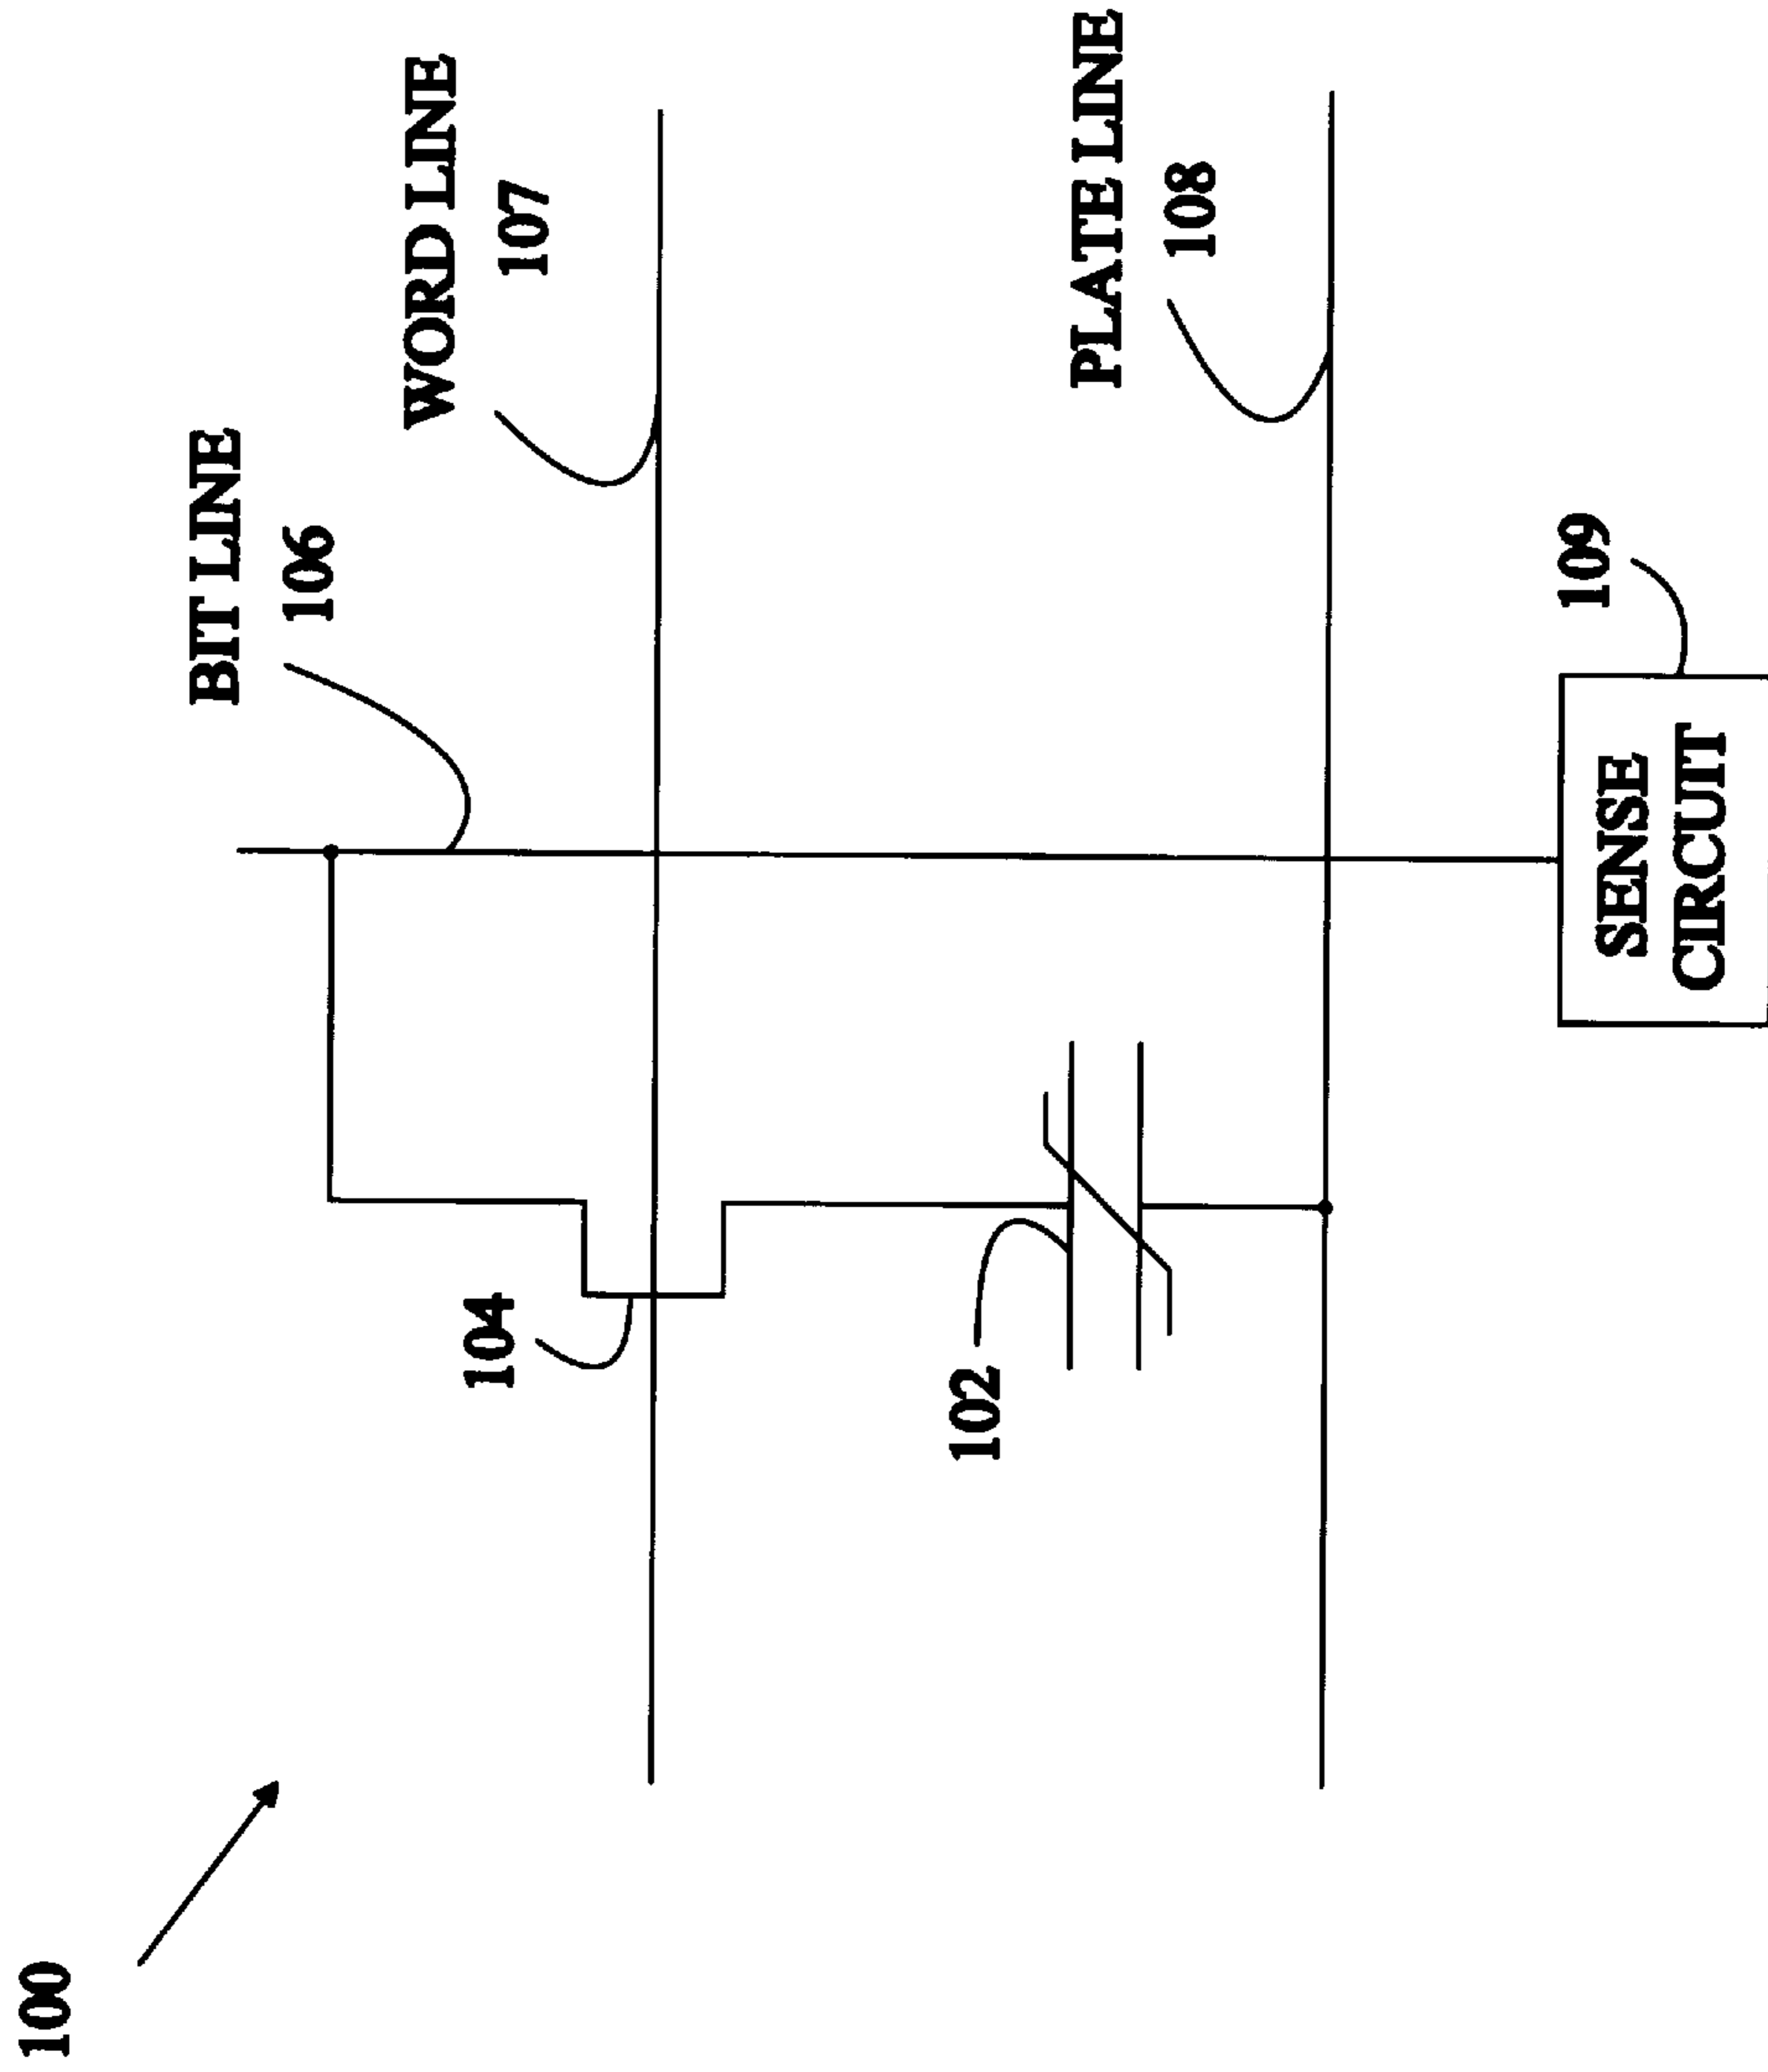 100
BIT LINE
106
WORD LINE
107
104
102
PLATE LINE
108
109
SENSE
CIRCUIT